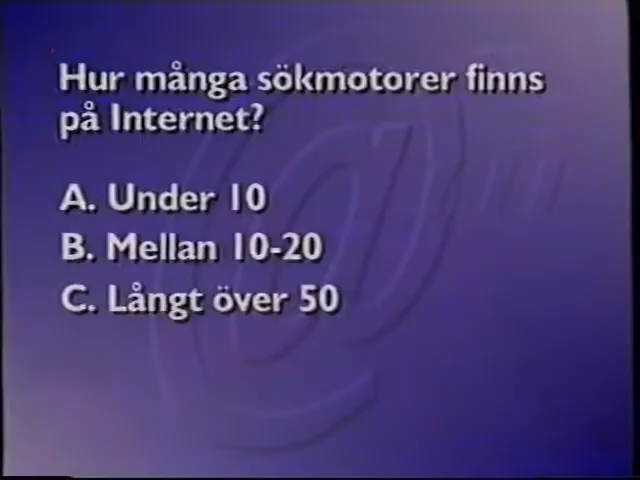 Hur många sökmotorer finns
på Internet?
A. Under 10
B. Mellan 10-20
C. Långt över 50